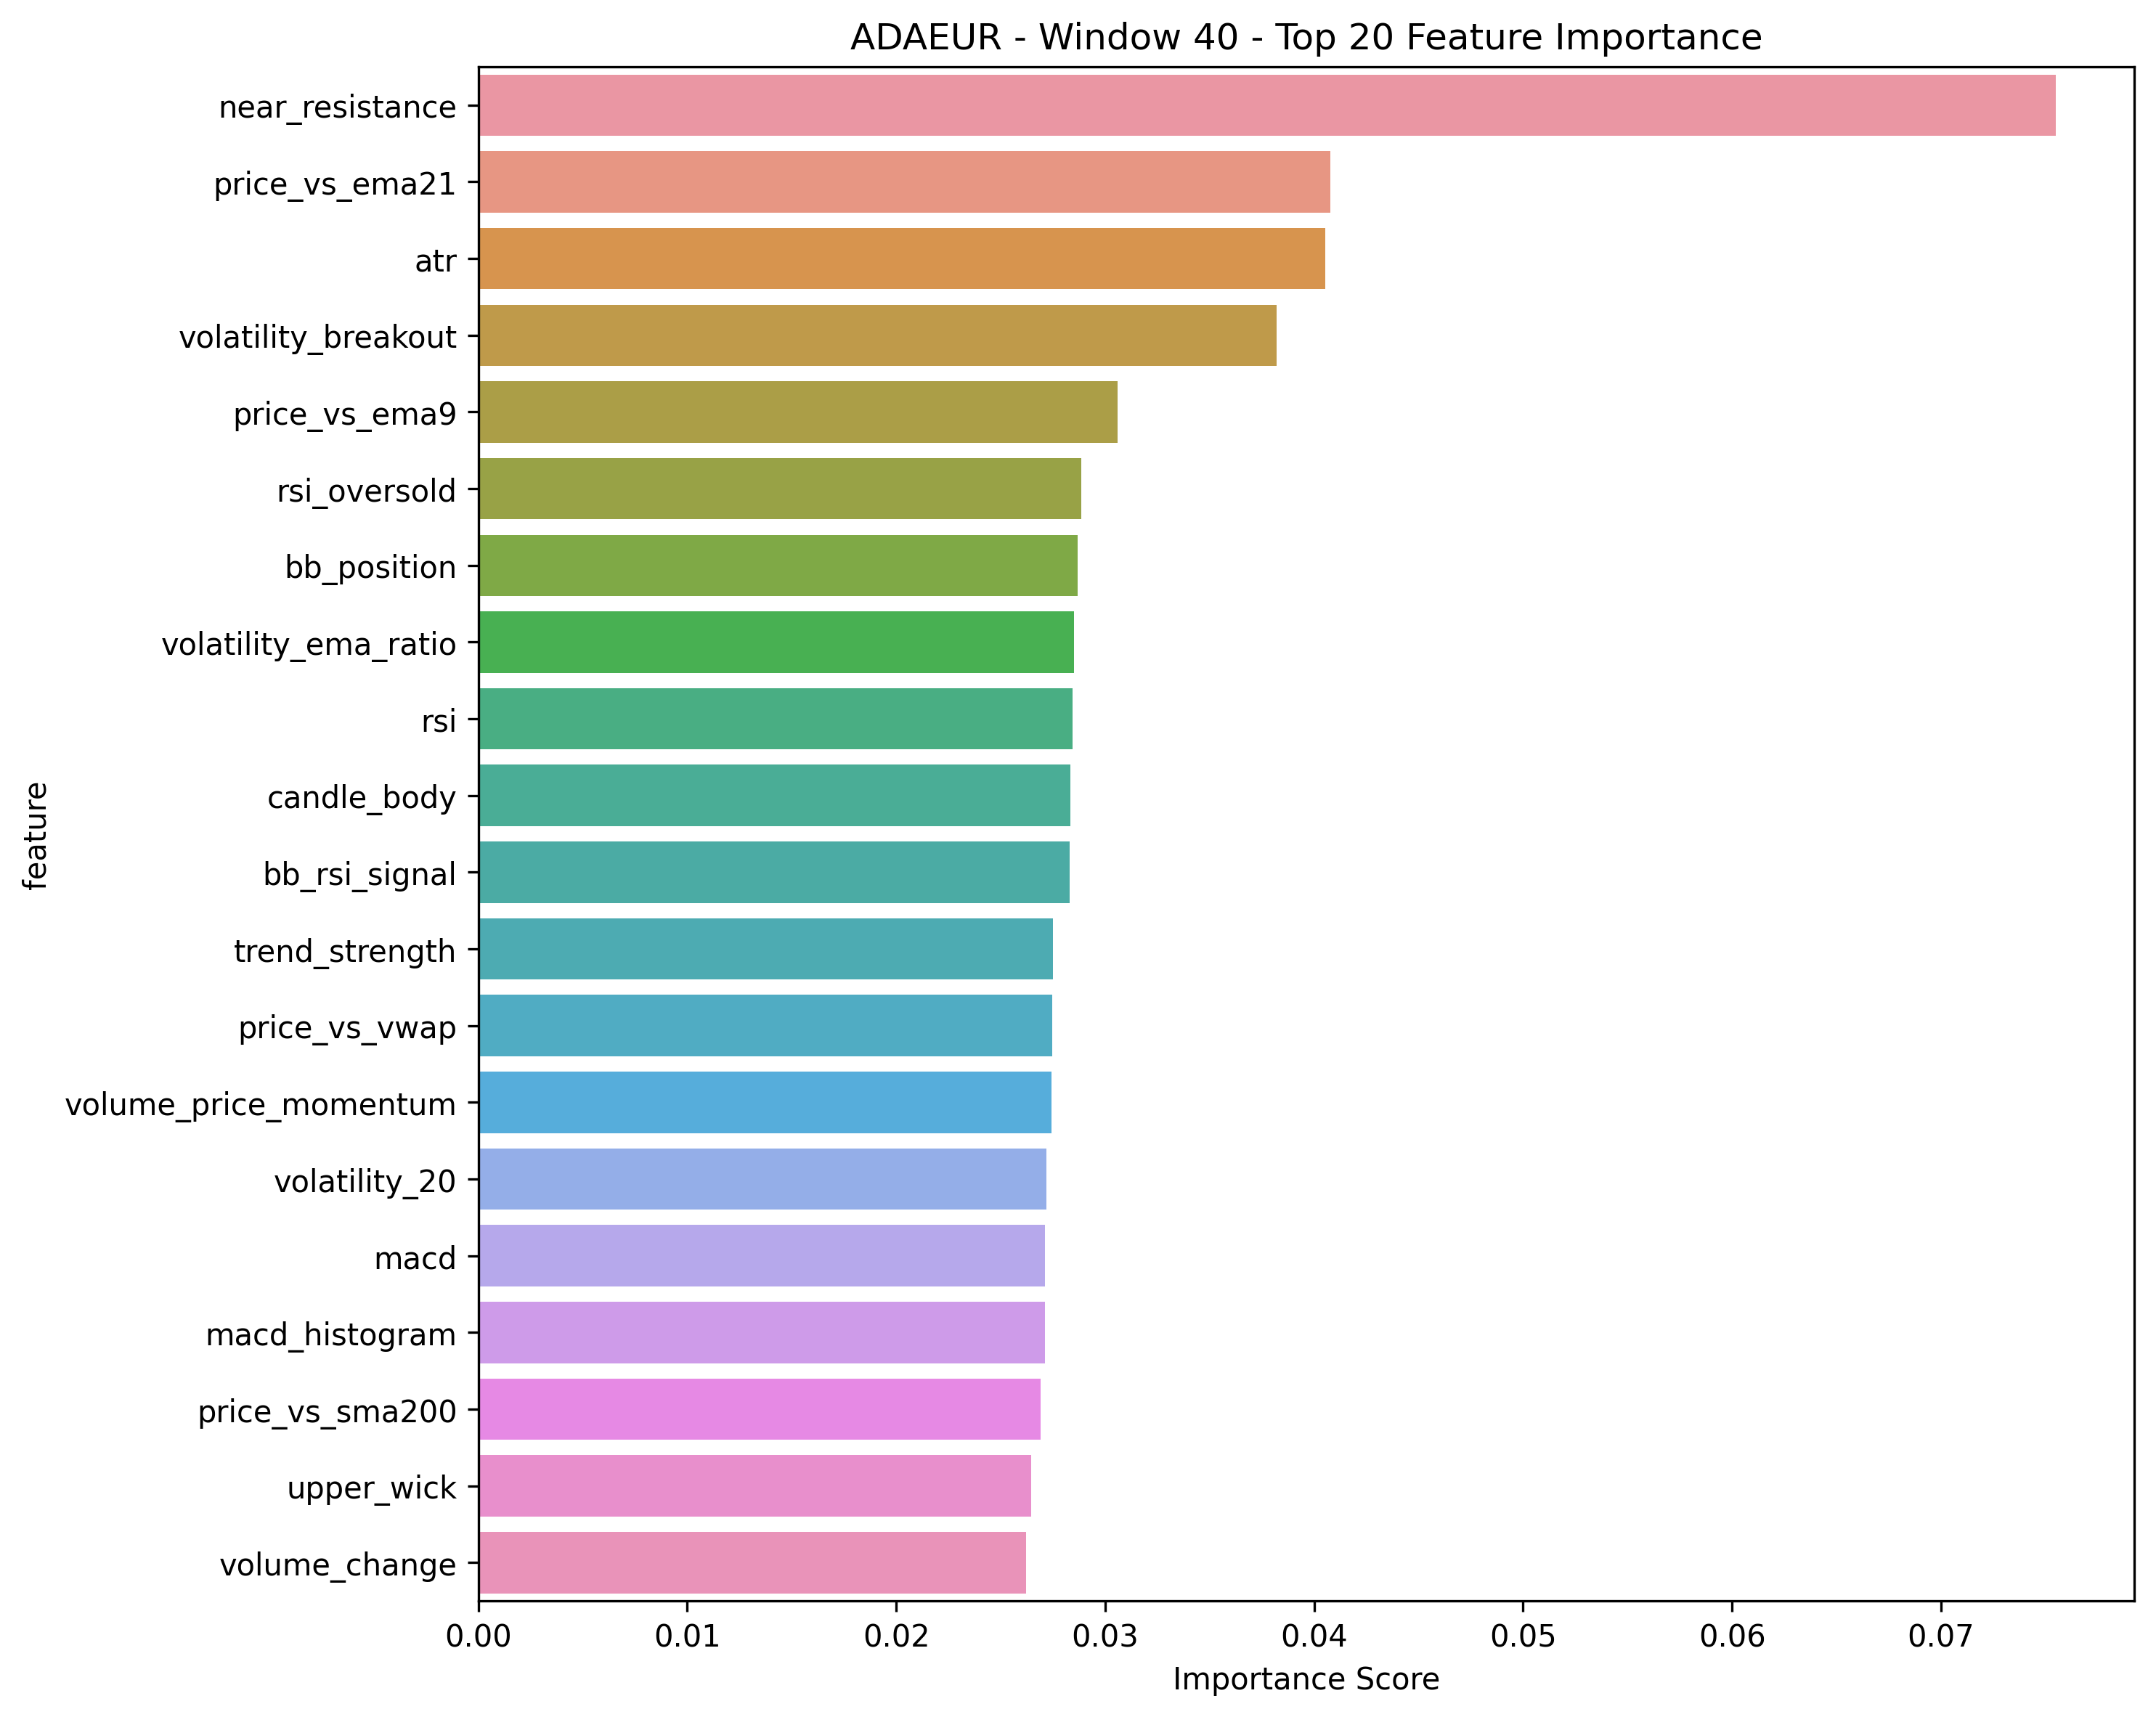 ADAEUR - Window 40 - Top 20 Feature Importance
near_resistance
price_vs_ema21
atr
volatility_breakout
price_vs_ema9
rsi_oversold
bb_position
volatility_ema_ratio
rsi
candle_body
bb_rsi_signal
trend_strength
price_vs_vwap
volume_price_momentum
volatility_20
macd
macd_histogram
price_vs_sma200
upper_wick
volume_change
feature
0.00 0.01 0.02 0.03 0.04 0.05 0.06 0.07
Importance Score